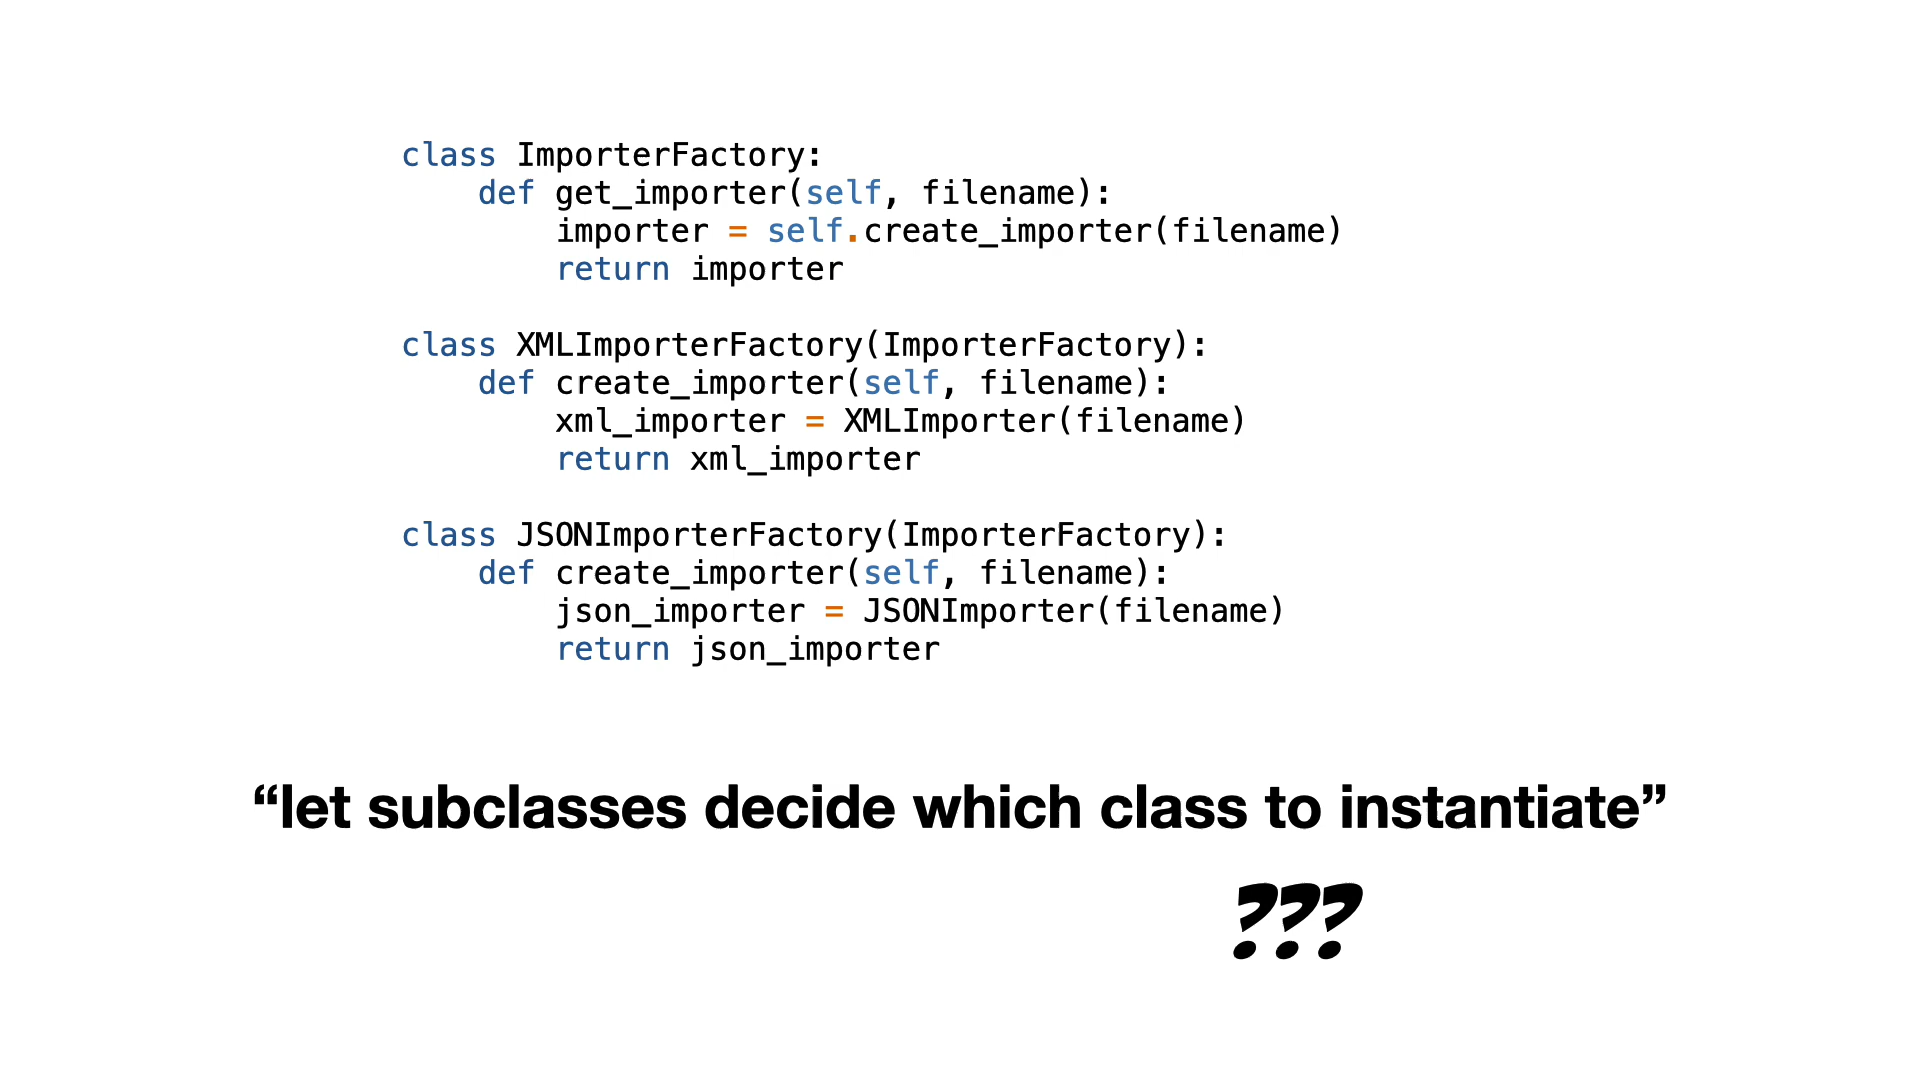 class ImporterFactory:
    def get_importer(self, filename):
        importer = self.create_importer(filename)
        return importer
class XMLImporterFactory(ImporterFactory):
    def create_importer(self, filename):
        xml_importer = XMLImporter(filename)
        return xml_importer
class JSONImporterFactory(ImporterFactory):
    def create_importer(self, filename):
        json_importer = JSONImporter(filename)
        return json_importer
“let subclasses decide which class to instantiate”
???